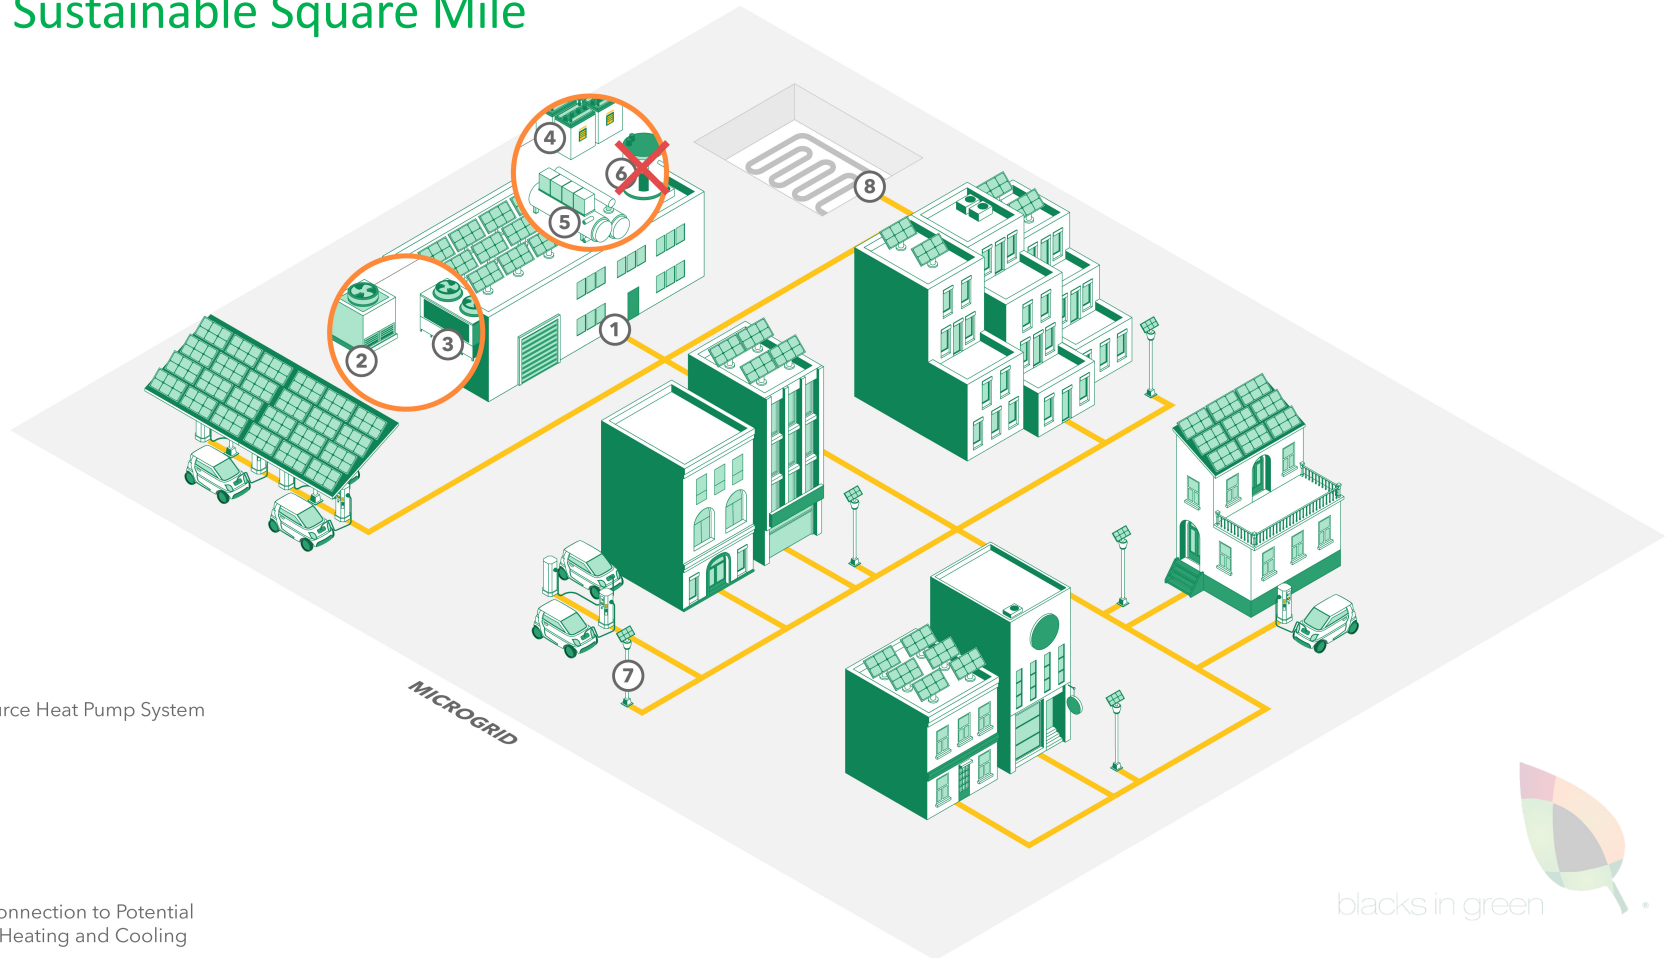 Sustainable Square Mile
4
6
5
8
1
2
3
7
MICROGRID
urce Heat Pump System
onnection to Potential
Heating and Cooling
blacks in green